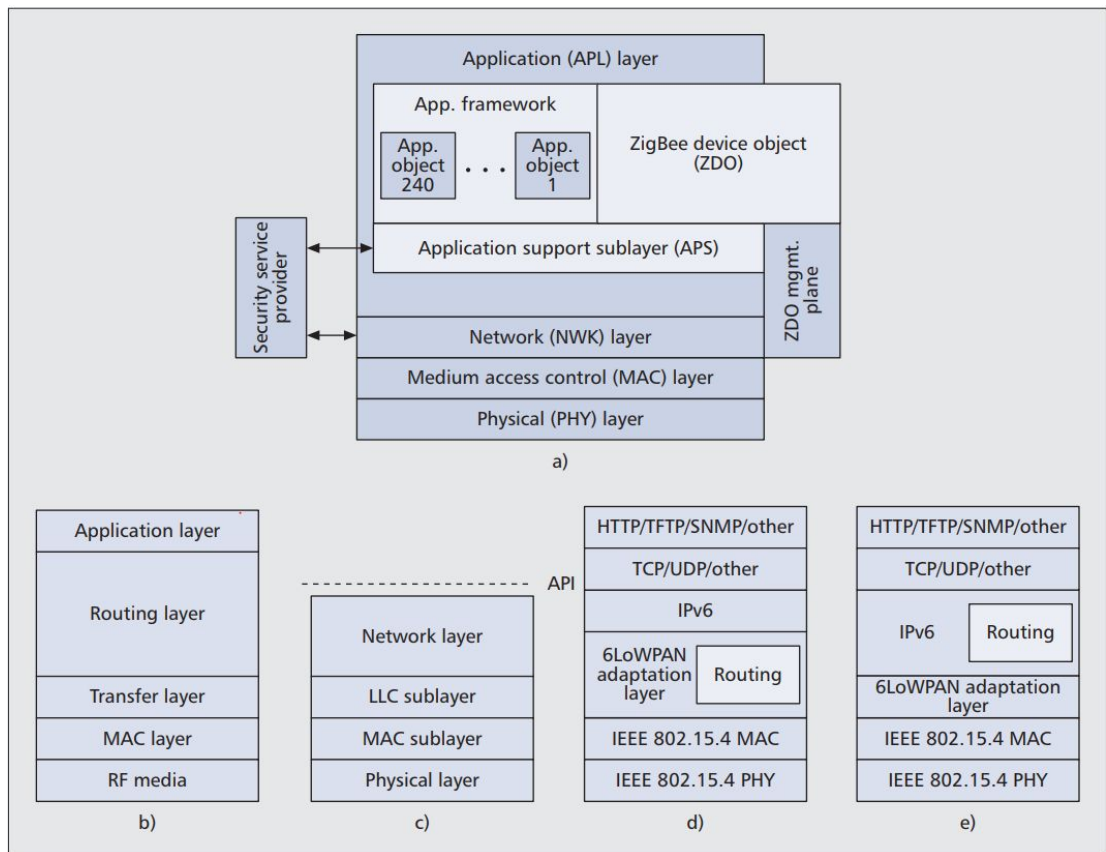 Application (APL) layer
App. framework
App.
object
240
. . .
App.
object
1
ZigBee device object
(ZDO)
Security service
provider
Application support sublayer (APS)
ZDO mgmt.
plane
Network (NWK) layer
Medium access control (MAC) layer
Physical (PHY) layer
a)
Application layer
Routing layer
Transfer layer
MAC layer
RF media
b)
API
Network layer
LLC sublayer
MAC sublayer
Physical layer
c)
HTTP/TFTP/SNMP/other
TCP/UDP/other
IPv6
6LoWPAN
adaptation
layer
Routing
IEEE 802.15.4 MAC
IEEE 802.15.4 PHY
d)
HTTP/TFTP/SNMP/other
TCP/UDP/other
IPv6
Routing
6LoWPAN adaptation
layer
IEEE 802.15.4 MAC
IEEE 802.15.4 PHY
e)